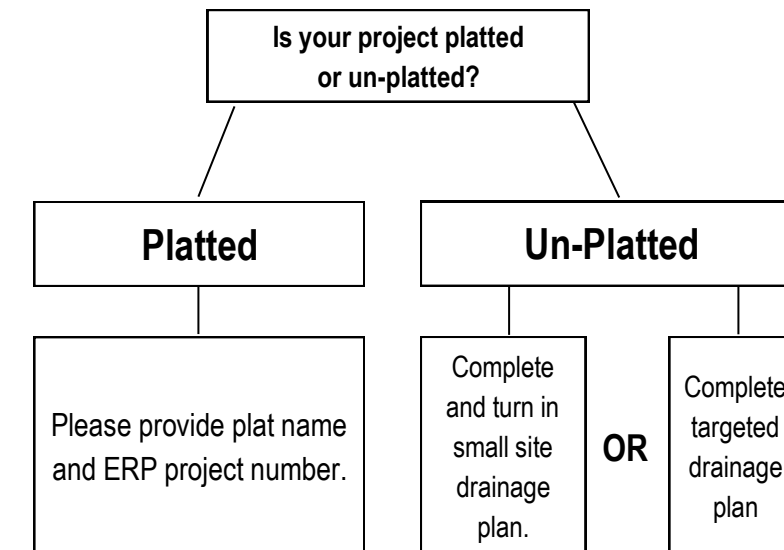 Is your project platted
or un-platted?
Platted
Un-Platted
Please provide plat name
and ERP project number.
Complete
and turn in
small site
drainage
plan.
OR
Complete
targeted
drainage
plan